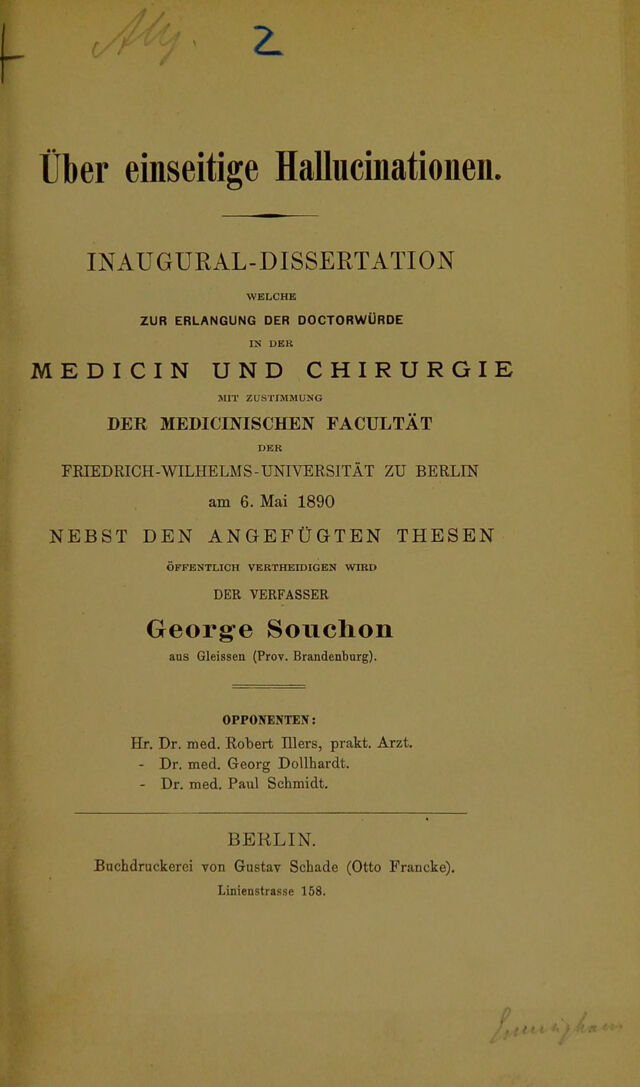 2
Über einseitige Hallucinationen.
INAUGURAL-DISSERTATION
WELCHE
ZUR ERLANGUNG DER DOCTORWÜRDE
IN DER
MEDICIN UND CHIRURGIE
MIT ZUSTIMMUNG
DER MEDICINISCHEN FACULTÄT
DER
FRIEDRICH-WILHELMS-UNIVERSITÄT ZU BERLIN
am 6. Mai 1890
NEBST DEN ANGEFÜGTEN THESEN
ÖFFENTLICH VERTHEIDIGEN WIRD
DER VERFASSER
George Souchon
aus Gleissen (Prov. Brandenburg).
OPPONENTEN:
Hr. Dr. med. Robert Illers, prakt. Arzt.
- Dr. med. Georg Dollhardt.
- Dr. med. Paul Schmidt.
BERLIN.
Buchdruckerei von Gustav Schade (Otto Francke).
Linienstrasse 158.